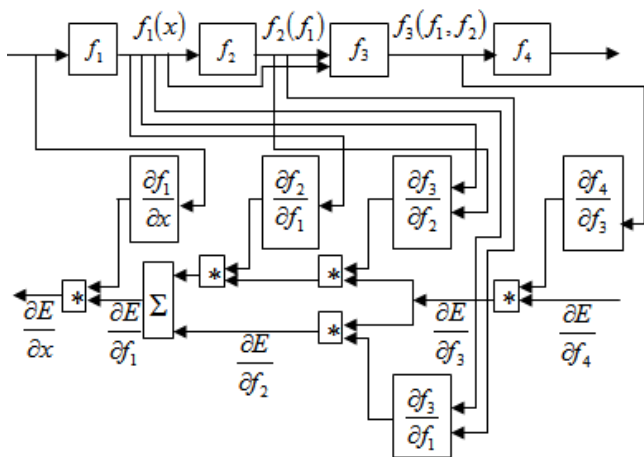 f₁(x) f₂(f₁) f₃(f₁, f₂)
f₁ f₂ f₃ f₄
∂f₁/∂x ∂f₂/∂f₁ ∂f₃/∂f₂ ∂f₄/∂f₃
* *
* Σ * *
∂E/∂x ∂E/∂f₁ ∂E/∂f₂ ∂E/∂f₃ ∂E/∂f₄
∂f₃/∂f₁